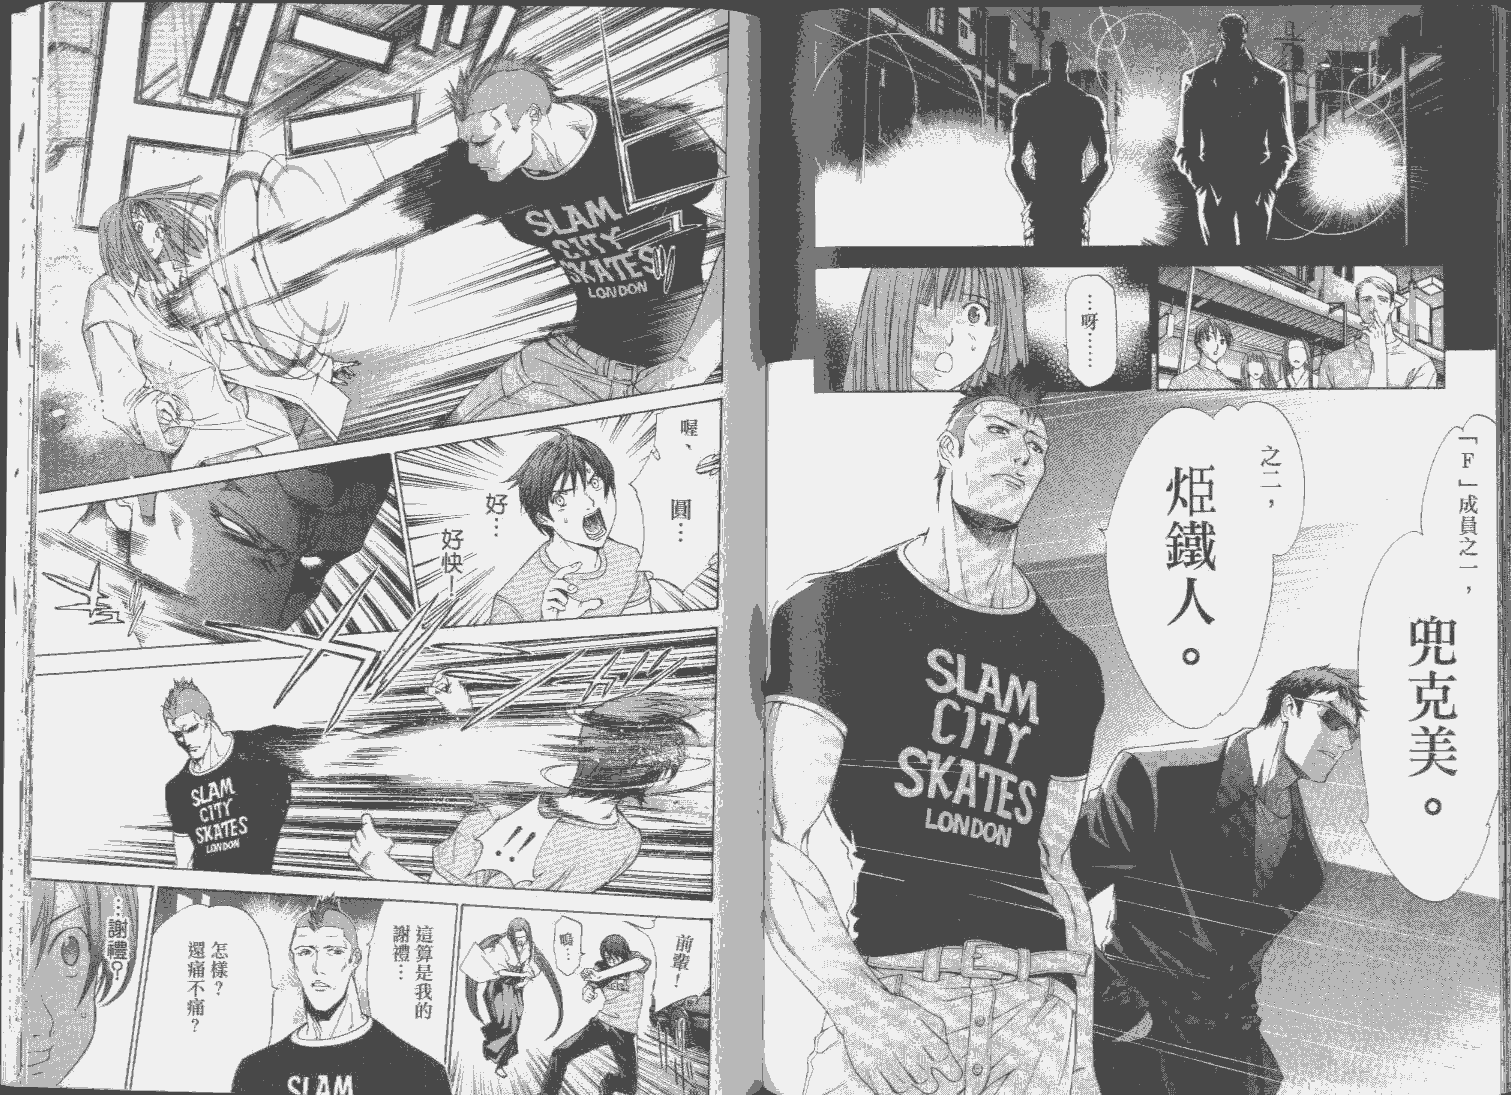 …呀……
「F」成員之一，
兜克美。
之二，
炬鐵人。
SLAM
CITY
SKATES
LONDON
SLAM
CITY
SKATES
LONDON
喔、
圓…
好…
好快！
SLAM
CITY
SKATES
LONDON
!!
前輩！
嗚…
這算是我的
謝禮…
怎樣？
還痛不痛？
SLAM
…謝禮？